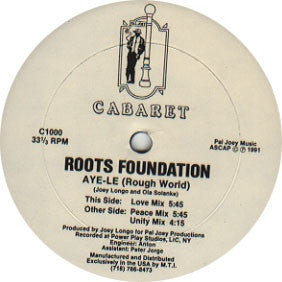 CABARET
C1000
33⅓ RPM
Pal Joey Music
ASCAP Ⓒ Ⓟ 1991
ROOTS FOUNDATION
AYE-LE (Rough World)
(Joey Longo and Ola Solanke)
This Side: Love Mix 5:45
Other Side: Peace Mix 5:45
Unity Mix 4:15
Produced by Joey Longo for Pal Joey Productions
Recorded at Power Play Studios, LIC, NY
Engineer: Anton
Assistant: Peter Jorge
Manufactured and Distributed
Exclusively in the USA by M.T.I.
(718) 786-8473